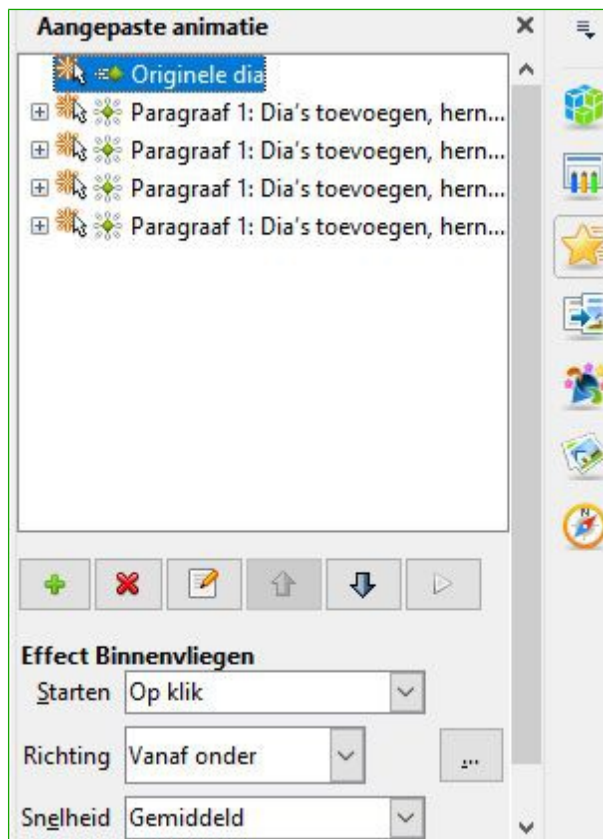 Aangepaste animatie
Originele dia
Paragraaf 1: Dia's toevoegen, hern...
Paragraaf 1: Dia's toevoegen, hern...
Paragraaf 1: Dia's toevoegen, hern...
Paragraaf 1: Dia's toevoegen, hern...
Effect Binnenvliegen
Starten Op klik
Richting Vanaf onder ...
Snelheid Gemiddeld